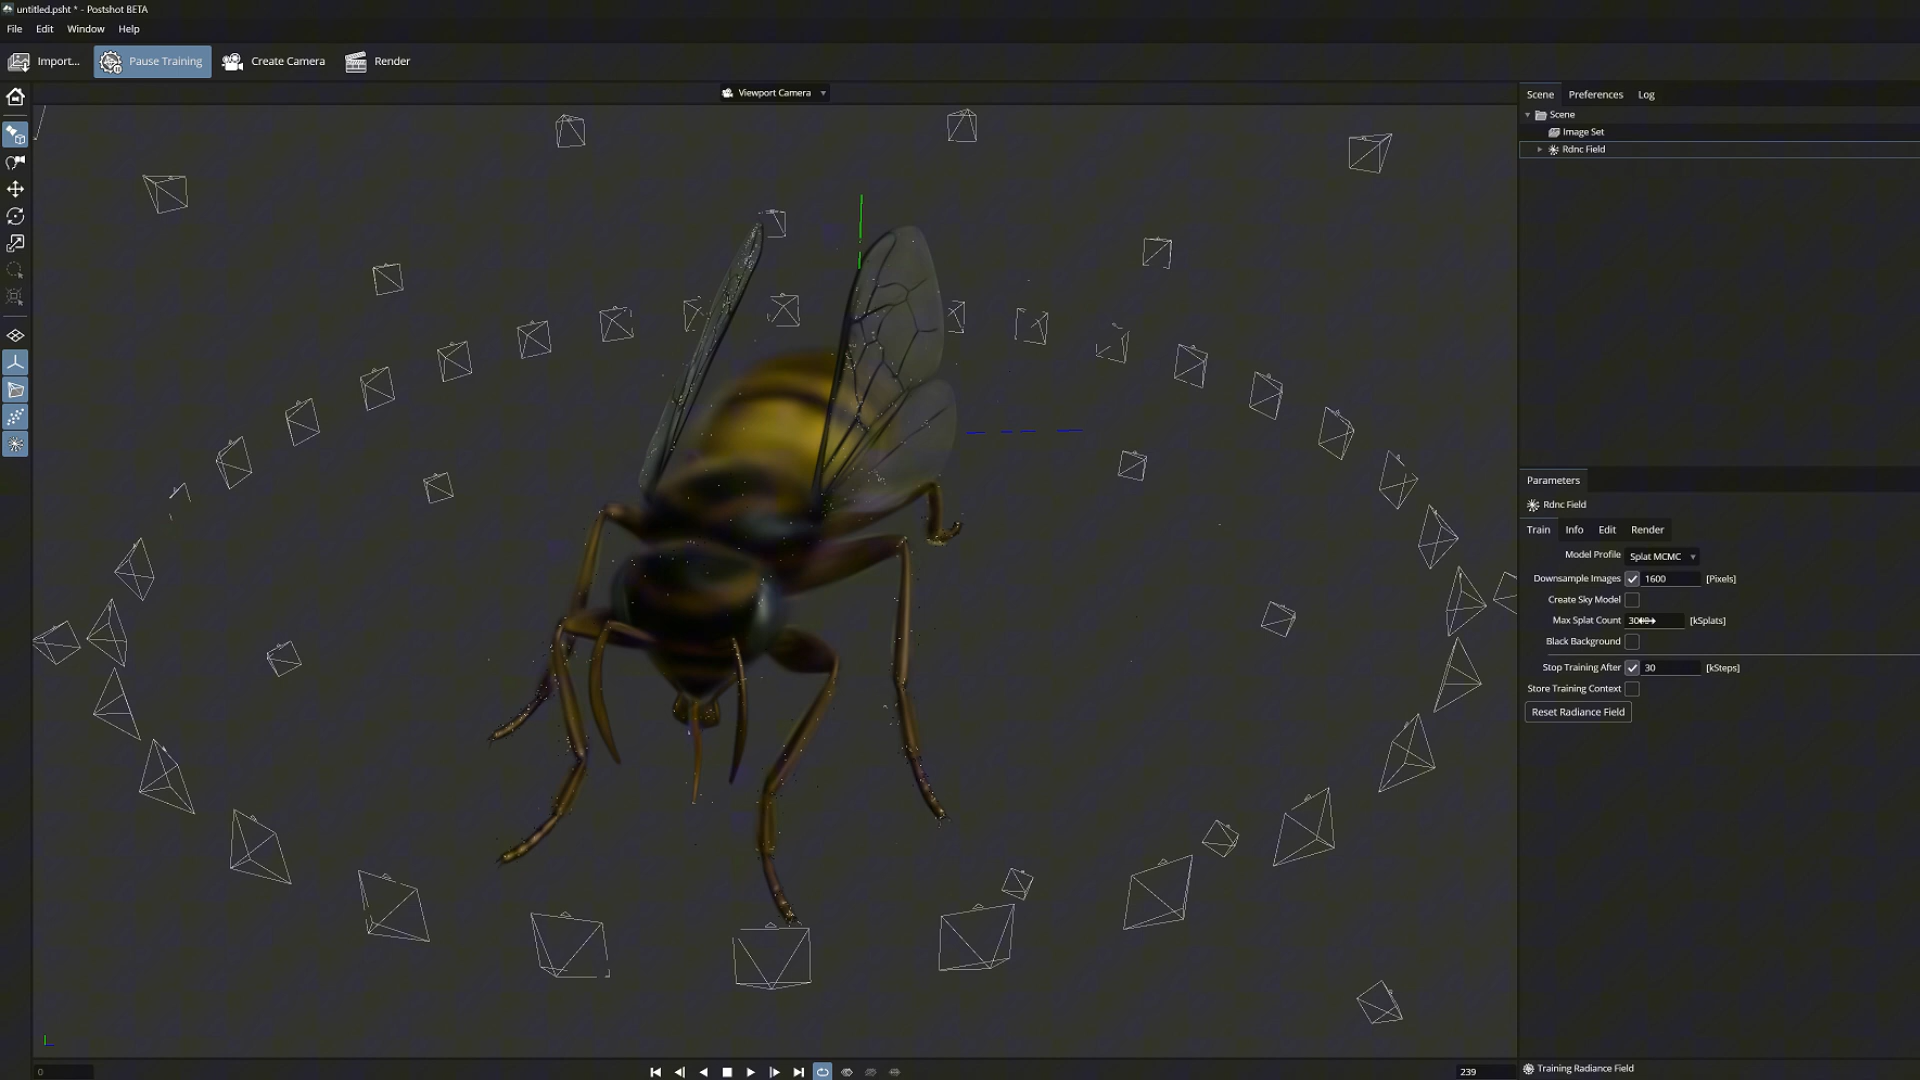 untitled.psht * - Postshot BETA
File Edit Window Help
Import... Pause Training Create Camera Render
Viewport Camera
Scene Preferences Log
Scene
Image Set
Rdnc Field
Parameters
Rdnc Field
Train Info Edit Render
Model Profile Splat MCMC
Downsample Images 1600 [Pixels]
Create Sky Model
Max Splat Count [kSplats]
Black Background
Stop Training After 30 [kSteps]
Store Training Context
Reset Radiance Field
0 239 Training Radiance Field